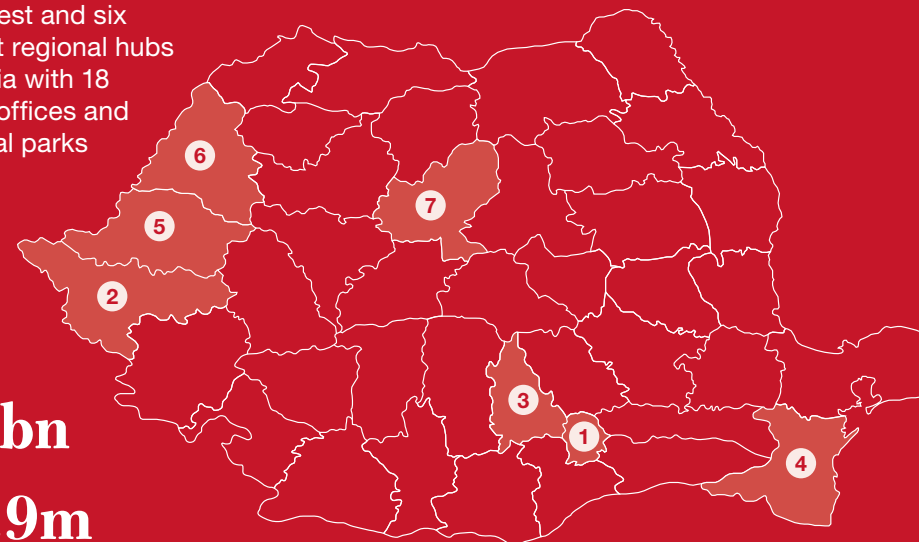 est and six
t regional hubs
ia with 18
offices and
al parks
6
7
5
2
3
1
4
bn
.9m